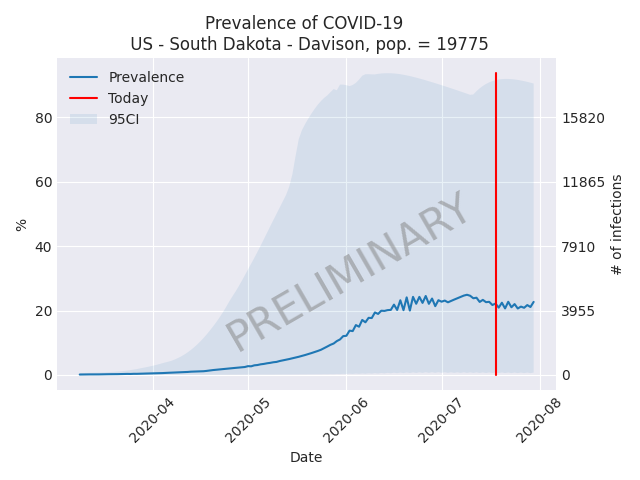 Prevalence of COVID-19
US - South Dakota - Davison, pop. = 19775
Prevalence
Today
95CI
PRELIMINARY
%
80
60
40
20
0
# of infections
15820
11865
7910
3955
0
2020-04
2020-05
2020-06
2020-07
2020-08
Date